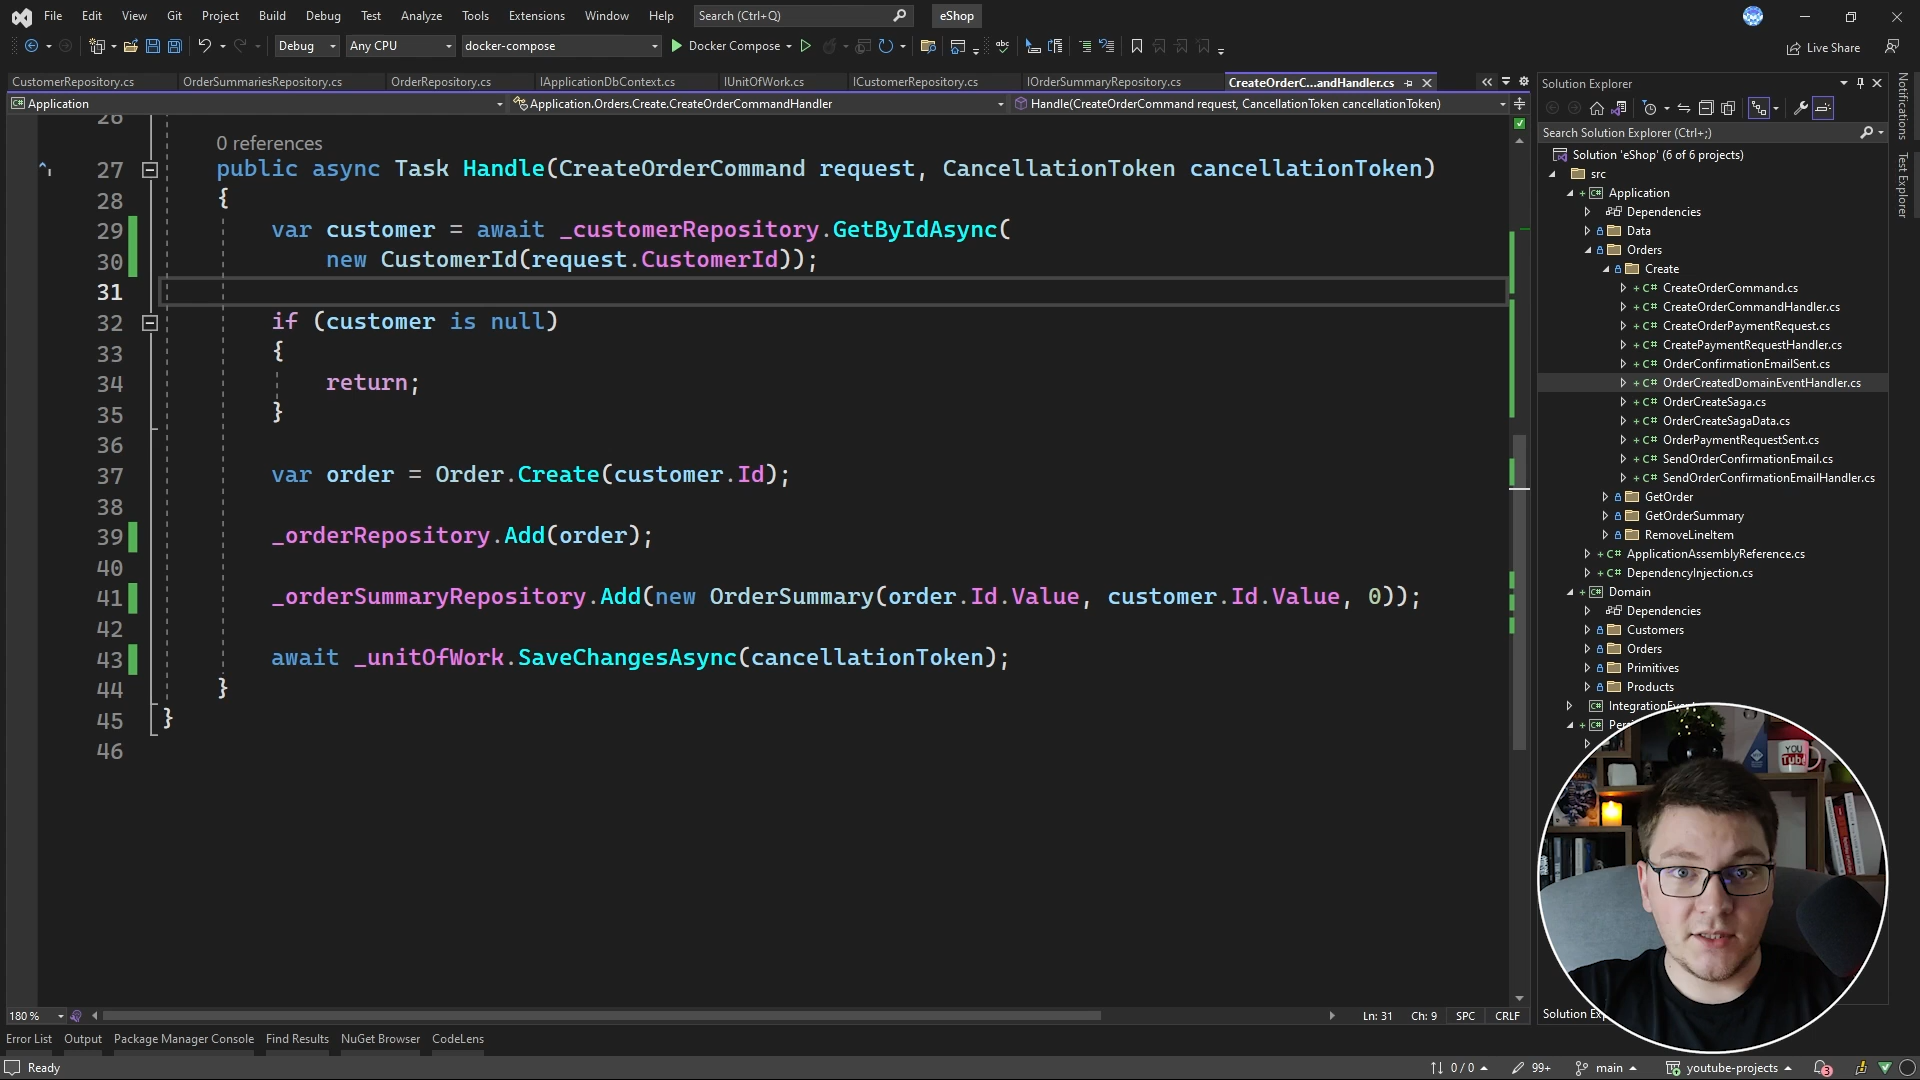 File Edit View Git Project Build Debug Test Analyze Tools Extensions Window Help Search (Ctrl+Q) eShop
Debug Any CPU docker-compose Docker Compose Live Share
CustomerRepository.cs OrderSummariesRepository.cs OrderRepository.cs IApplicationDbContext.cs IUnitOfWork.cs ICustomerRepository.cs IOrderSummaryRepository.cs CreateOrderC...andHandler.cs
Application Application.Orders.Create.CreateOrderCommandHandler Handle(CreateOrderCommand request, CancellationToken cancellationToken)
26
0 references
27 public async Task Handle(CreateOrderCommand request, CancellationToken cancellationToken)
28 {
29 var customer = await _customerRepository.GetByIdAsync(
30 new CustomerId(request.CustomerId));
31
32 if (customer is null)
33 {
34 return;
35 }
36
37 var order = Order.Create(customer.Id);
38
39 _orderRepository.Add(order);
40
41 _orderSummaryRepository.Add(new OrderSummary(order.Id.Value, customer.Id.Value, 0));
42
43 await _unitOfWork.SaveChangesAsync(cancellationToken);
44 }
45 }
46
180 % Ln: 31 Ch: 9 SPC CRLF
Error List Output Package Manager Console Find Results NuGet Browser CodeLens
Ready 0 / 0 99+ main youtube-projects 3
Solution Explorer
Search Solution Explorer (Ctrl+;)
Solution 'eShop' (6 of 6 projects)
src
Application
Dependencies
Data
Orders
Create
CreateOrderCommand.cs
CreateOrderCommandHandler.cs
CreateOrderPaymentRequest.cs
CreatePaymentRequestHandler.cs
OrderConfirmationEmailSent.cs
OrderCreatedDomainEventHandler.cs
OrderCreateSaga.cs
OrderCreateSagaData.cs
OrderPaymentRequestSent.cs
SendOrderConfirmationEmail.cs
SendOrderConfirmationEmailHandler.cs
GetOrder
GetOrderSummary
RemoveLineItem
ApplicationAssemblyReference.cs
DependencyInjection.cs
Domain
Dependencies
Customers
Orders
Primitives
Products
Solution
Notifications
Test Explorer
YOU
Tube